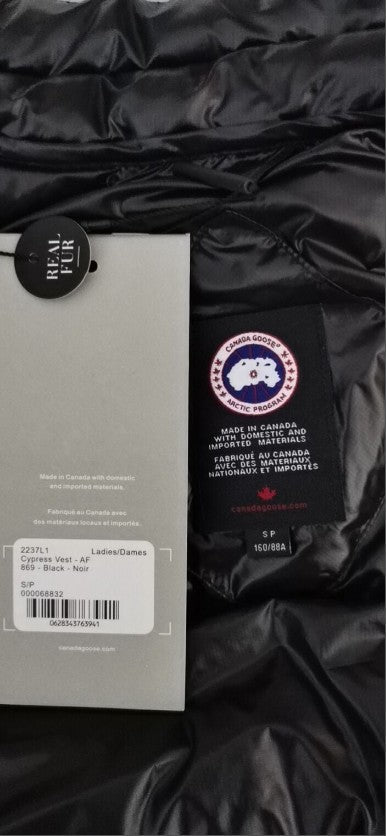 REAL
FUR
CANADA GOOSE
ARCTIC PROGRAM
MADE IN CANADA
WITH DOMESTIC AND
IMPORTED MATERIALS
FABRIQUÉ AU CANADA
AVEC DES MATÉRIAUX
NATIONAUX ET IMPORTÉS
canadagoose.com
S P
160/88A
Made in Canada with domestic
and imported materials.
Fabriqué au Canada avec
des matériaux locaux et importés.
2237L1 Ladies/Dames
Cypress Vest - AF
869 - Black - Noir
S/P
000068832
0628343763941
canadagoose.com